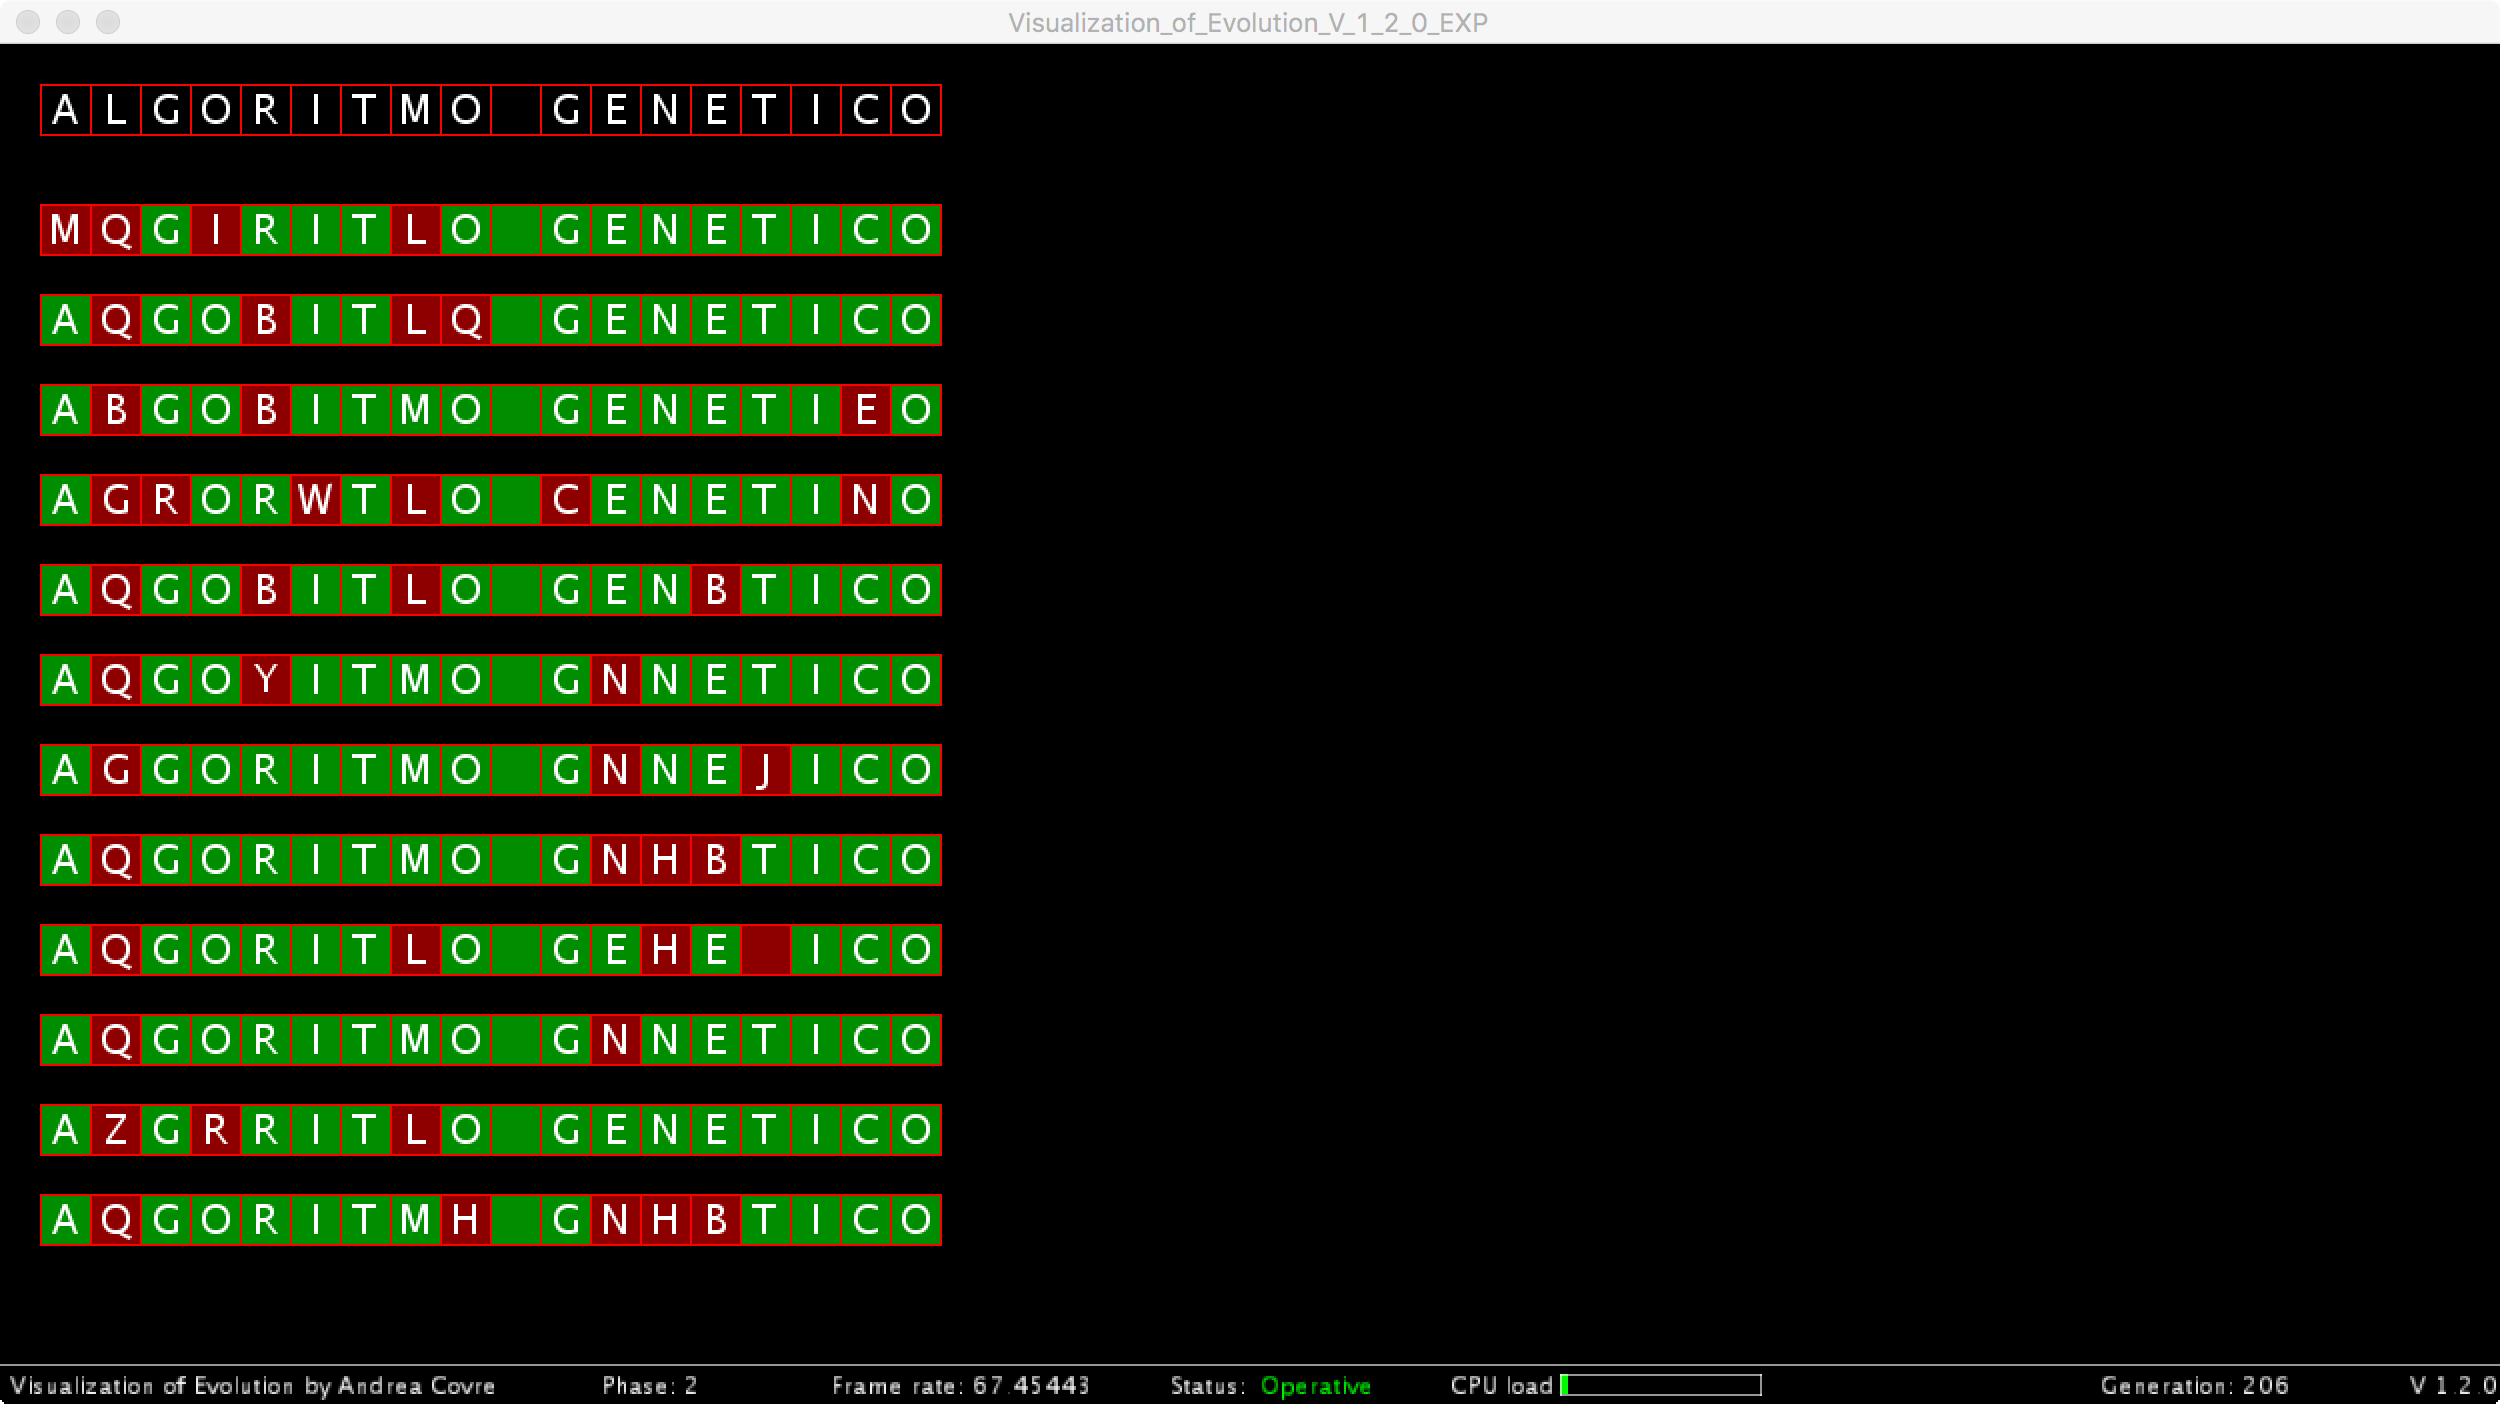 Visualization_of_Evolution_V_1_2_0_EXP
ALGORITMO GENETICO
MQGIRITLO GENETICO
AQGOBITLQ GENETICO
ABGOBITMO GENETIEO
AGRORWTLO CENETINO
AQGOBITLO GENBTICO
AQGOYITMO GNNETICO
AGGORITMO GNNEJICO
AQGORITMO GNHBTICO
AQGORITLO GEHE ICO
AQGORITMO GNNETICO
AZGRRITLO GENETICO
AQGORITMH GNHBTICO
Visualization of Evolution by Andrea Covre Phase: 2 Frame rate: 67.45443 Status: Operative CPU load Generation: 206 V 1.2.0